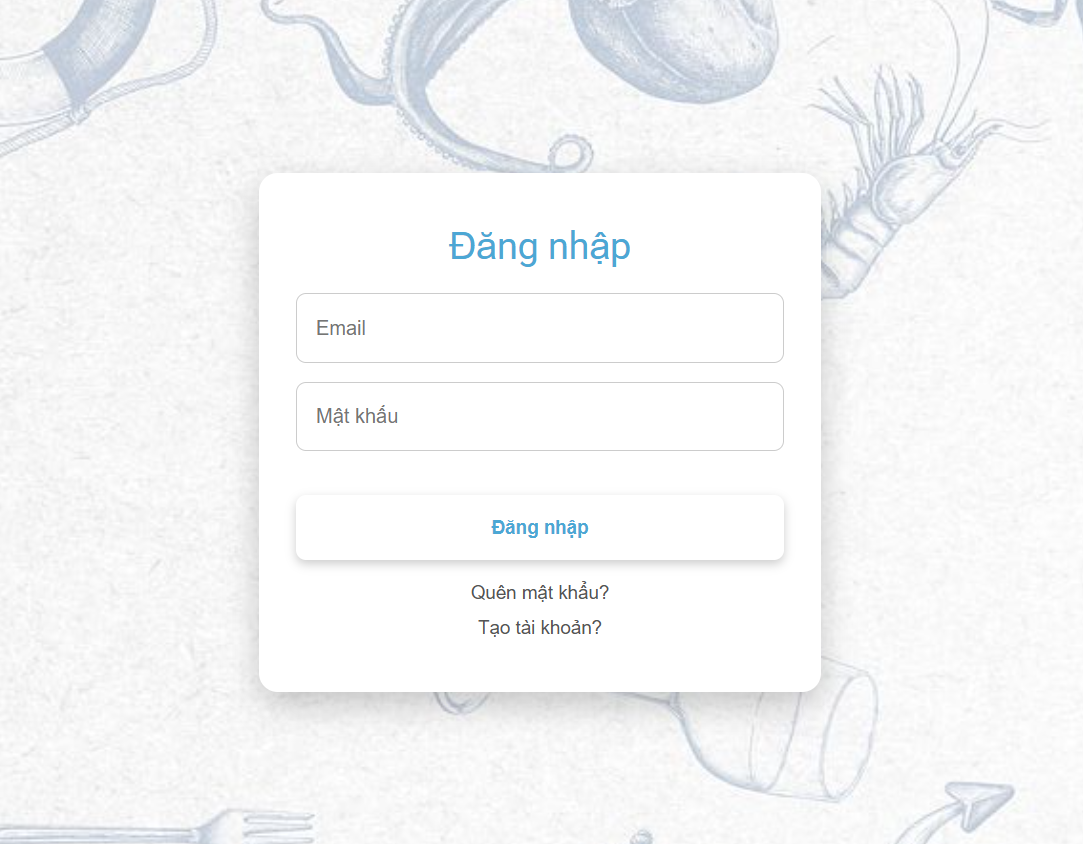 Đăng nhập
Email
Mật khẩu
Đăng nhập
Quên mật khẩu?
Tạo tài khoản?